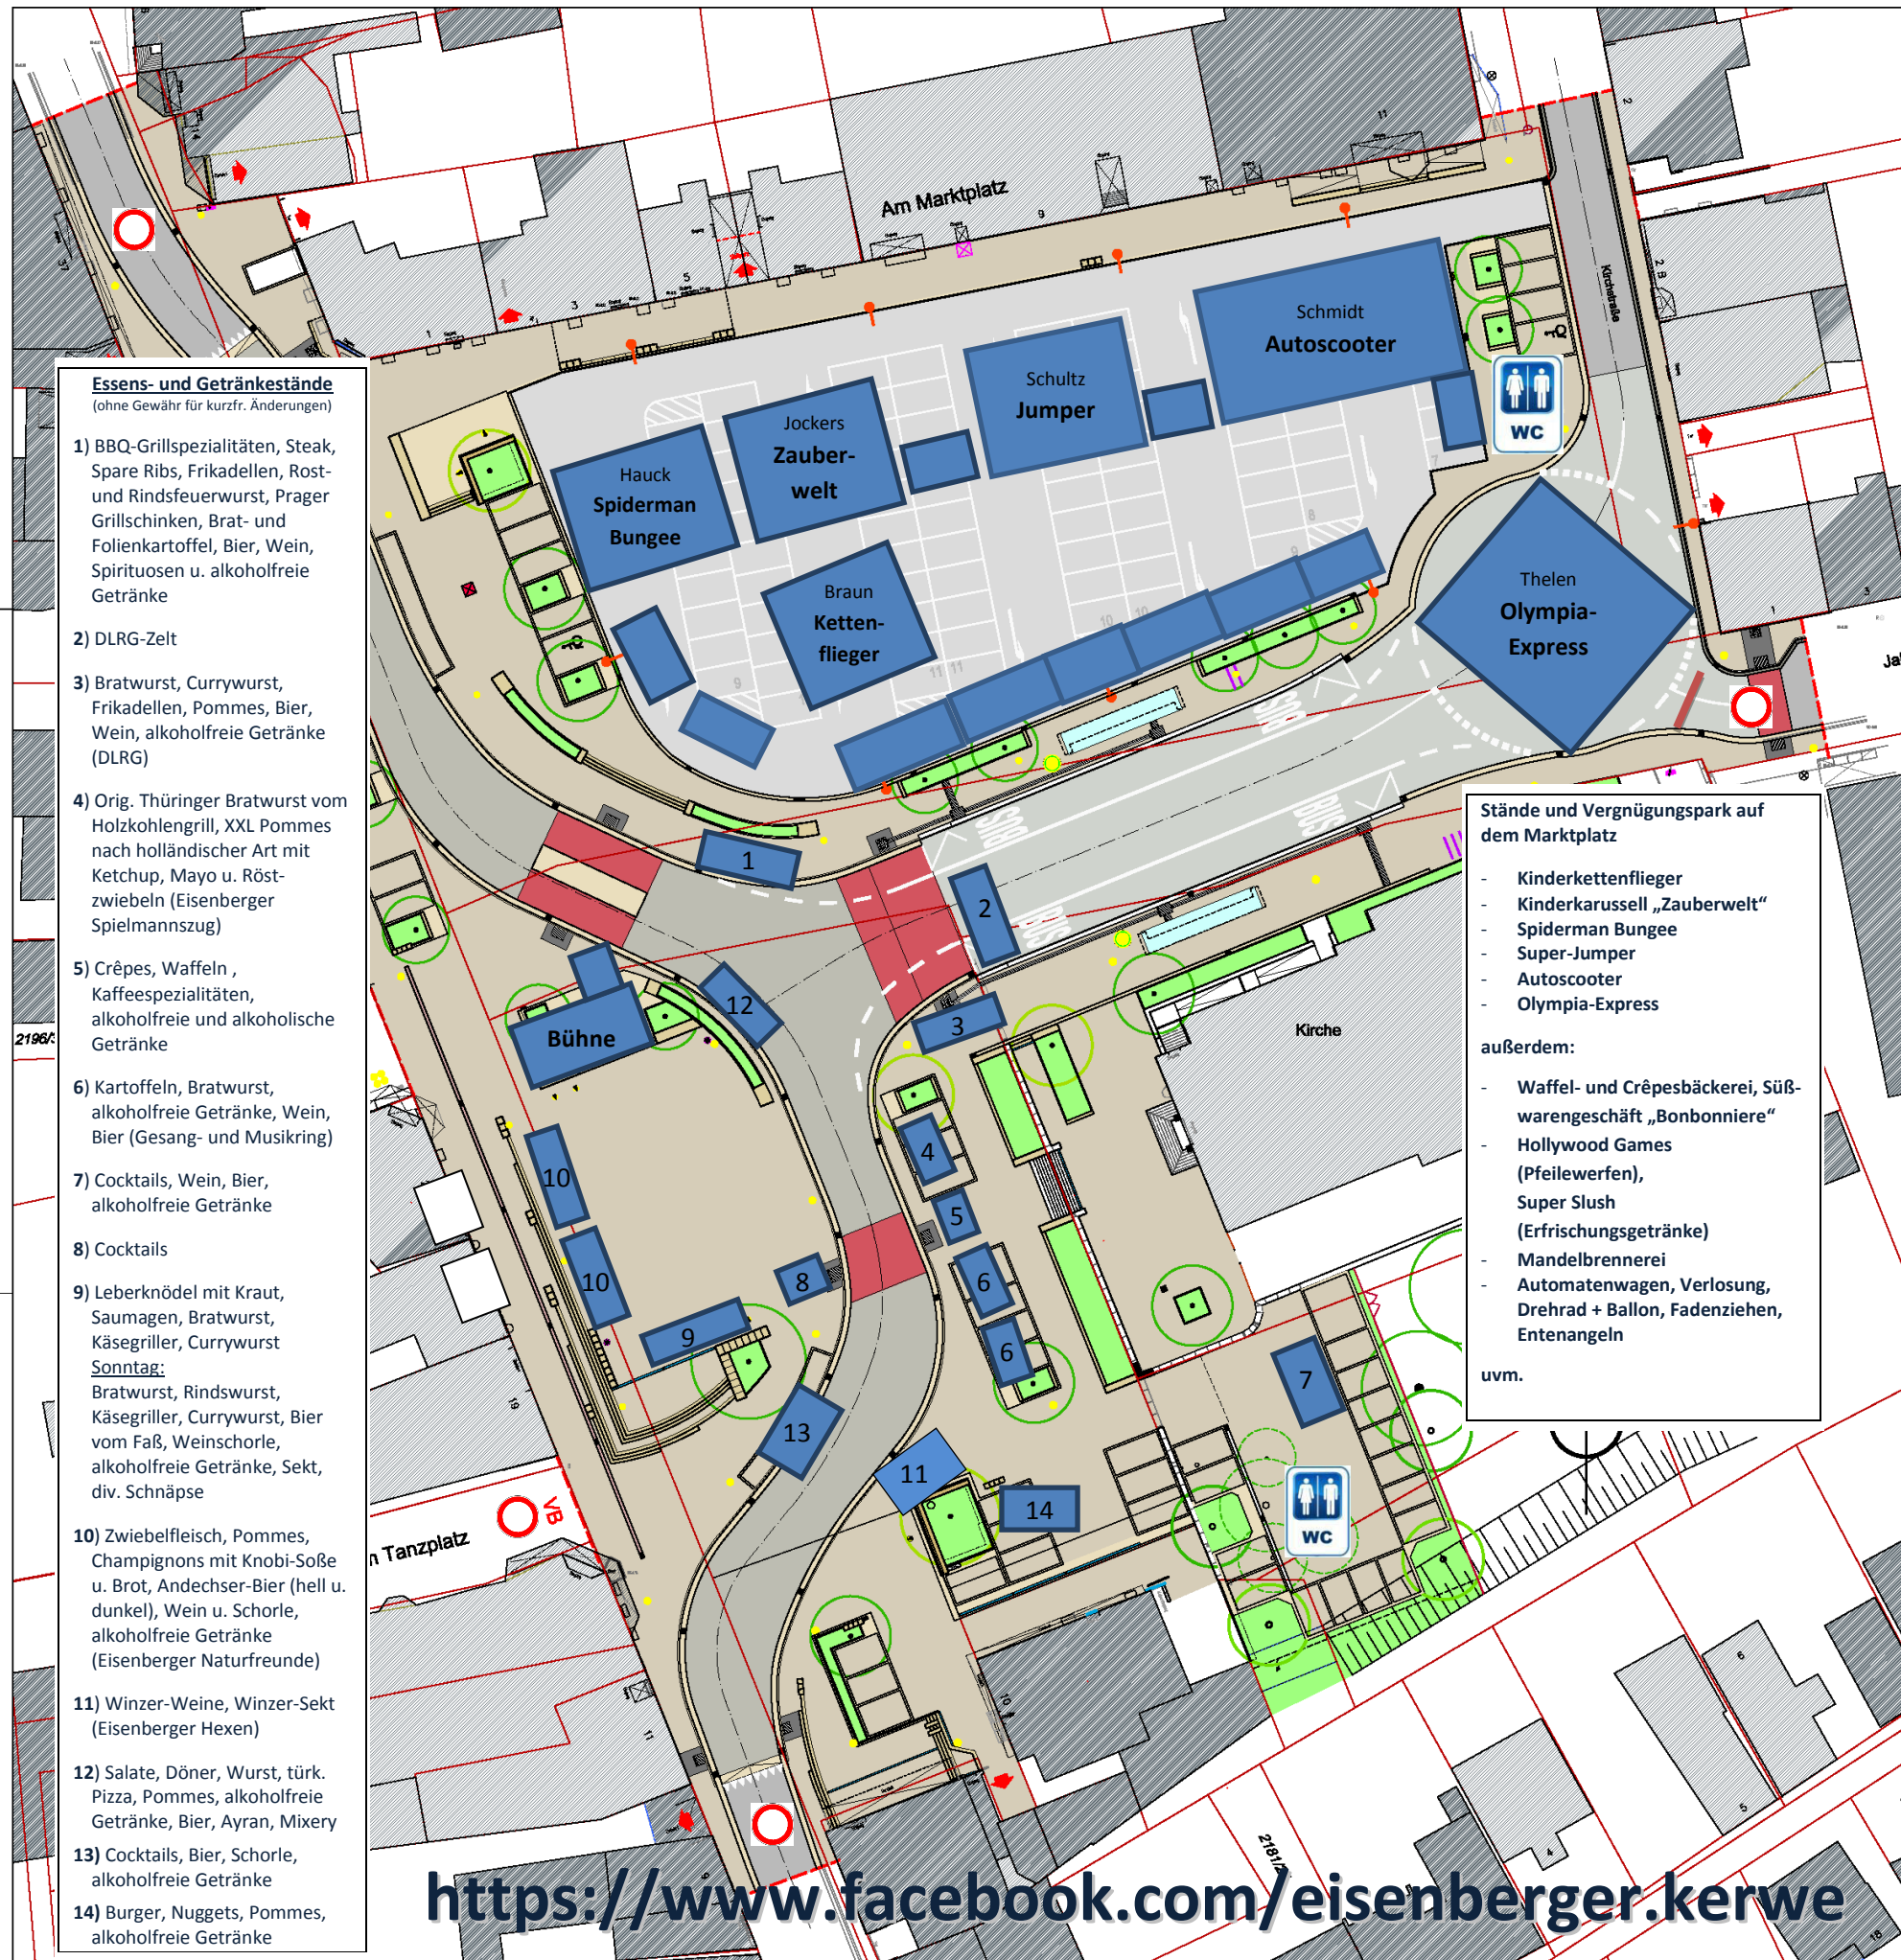 Am Marktplatz
Kirchstraße
Schmidt
Autoscooter
Schultz
Jumper
Jockers
Zauber-
welt
Hauck
Spiderman
Bungee
Braun
Ketten-
flieger
Thelen
Olympia-
Express
WC
Essens- und Getränkestände
(ohne Gewähr für kurzfr. Änderungen)
1) BBQ-Grillspezialitäten, Steak,
Spare Ribs, Frikadellen, Rost-
und Rindsfeuerwurst, Prager
Grillschinken, Brat- und
Folienkartoffel, Bier, Wein,
Spirituosen u. alkoholfreie
Getränke
2) DLRG-Zelt
3) Bratwurst, Currywurst,
Frikadellen, Pommes, Bier,
Wein, alkoholfreie Getränke
(DLRG)
4) Orig. Thüringer Bratwurst vom
Holzkohlengrill, XXL Pommes
nach holländischer Art mit
Ketchup, Mayo u. Röst-
zwiebeln (Eisenberger
Spielmannszug)
5) Crêpes, Waffeln ,
Kaffeespezialitäten,
alkoholfreie und alkoholische
Getränke
6) Kartoffeln, Bratwurst,
alkoholfreie Getränke, Wein,
Bier (Gesang- und Musikring)
7) Cocktails, Wein, Bier,
alkoholfreie Getränke
8) Cocktails
9) Leberknödel mit Kraut,
Saumagen, Bratwurst,
Käsegriller, Currywurst
Sonntag:
Bratwurst, Rindswurst,
Käsegriller, Currywurst, Bier
vom Faß, Weinschorle,
alkoholfreie Getränke, Sekt,
div. Schnäpse
10) Zwiebelfleisch, Pommes,
Champignons mit Knobi-Soße
u. Brot, Andechser-Bier (hell u.
dunkel), Wein u. Schorle,
alkoholfreie Getränke
(Eisenberger Naturfreunde)
11) Winzer-Weine, Winzer-Sekt
(Eisenberger Hexen)
12) Salate, Döner, Wurst, türk.
Pizza, Pommes, alkoholfreie
Getränke, Bier, Ayran, Mixery
13) Cocktails, Bier, Schorle,
alkoholfreie Getränke
14) Burger, Nuggets, Pommes,
alkoholfreie Getränke
Stände und Vergnügungspark auf
dem Marktplatz
- Kinderkettenflieger
- Kinderkarussell „Zauberwelt“
- Spiderman Bungee
- Super-Jumper
- Autoscooter
- Olympia-Express
außerdem:
- Waffel- und Crêpesbäckerei, Süß-
warengeschäft „Bonbonniere“
- Hollywood Games
(Pfeilewerfen),
Super Slush
(Erfrischungsgetränke)
- Mandelbrennerei
- Automatenwagen, Verlosung,
Drehrad + Ballon, Fadenziehen,
Entenangeln
uvm.
BUS
BUS
BUS
BUS
1
2
12
3
Bühne
Kirche
4
10
5
10
8
6
9
6
7
13
11
14
WC
VB
Tanzplatz
https://www.facebook.com/eisenberger.kerwe